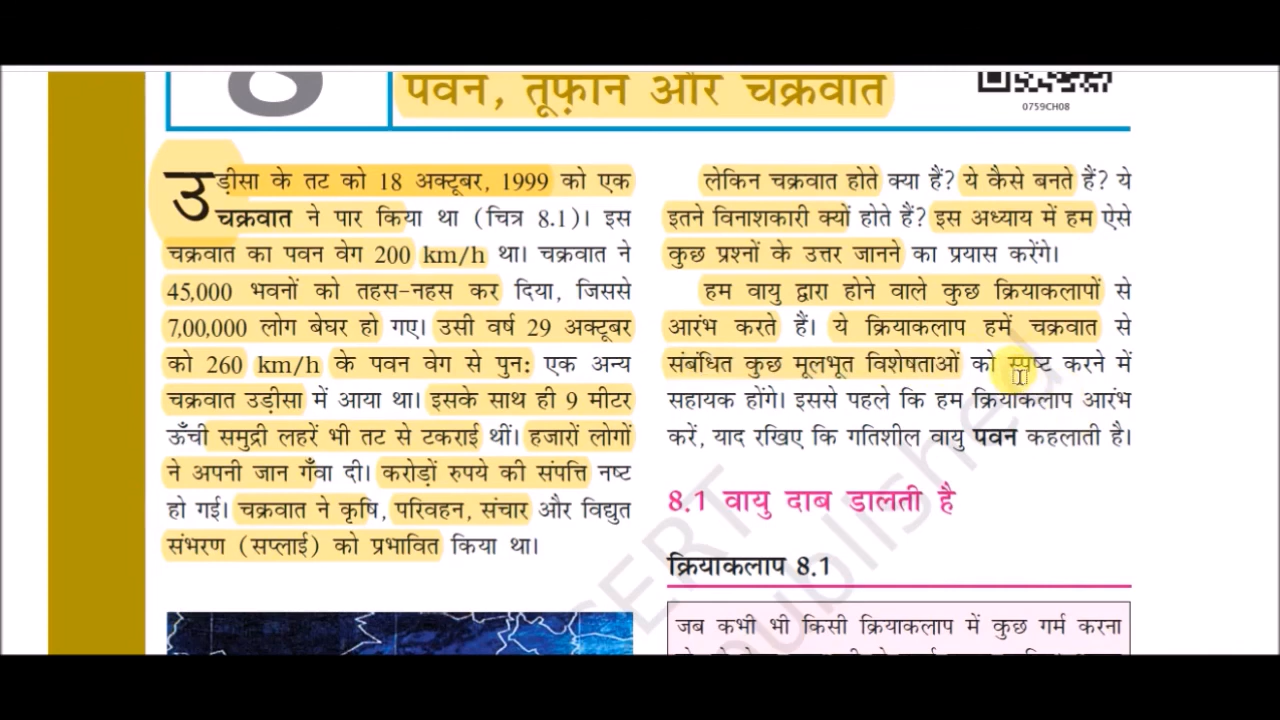 8
पवन, तूफ़ान और चक्रवात
0759CH08
उड़ीसा के तट को 18 अक्टूबर, 1999 को एक
चक्रवात ने पार किया था (चित्र 8.1)। इस
चक्रवात का पवन वेग 200 km/h था। चक्रवात ने
45,000 भवनों को तहस-नहस कर दिया, जिससे
7,00,000 लोग बेघर हो गए। उसी वर्ष 29 अक्टूबर
को 260 km/h के पवन वेग से पुन: एक अन्य
चक्रवात उड़ीसा में आया था। इसके साथ ही 9 मीटर
ऊँची समुद्री लहरें भी तट से टकराई थीं। हजारों लोगों
ने अपनी जान गँवा दी। करोड़ों रुपये की संपत्ति नष्ट
हो गई। चक्रवात ने कृषि, परिवहन, संचार और विद्युत
संभरण (सप्लाई) को प्रभावित किया था।
लेकिन चक्रवात होते क्या हैं? ये कैसे बनते हैं? ये
इतने विनाशकारी क्यों होते हैं? इस अध्याय में हम ऐसे
कुछ प्रश्नों के उत्तर जानने का प्रयास करेंगे।
हम वायु द्वारा होने वाले कुछ क्रियाकलापों से
आरंभ करते हैं। ये क्रियाकलाप हमें चक्रवात से
संबंधित कुछ मूलभूत विशेषताओं को स्पष्ट करने में
सहायक होंगे। इससे पहले कि हम क्रियाकलाप आरंभ
करें, याद रखिए कि गतिशील वायु पवन कहलाती है।
8.1 वायु दाब डालती है
क्रियाकलाप 8.1
जब कभी भी किसी क्रियाकलाप में कुछ गर्म करना